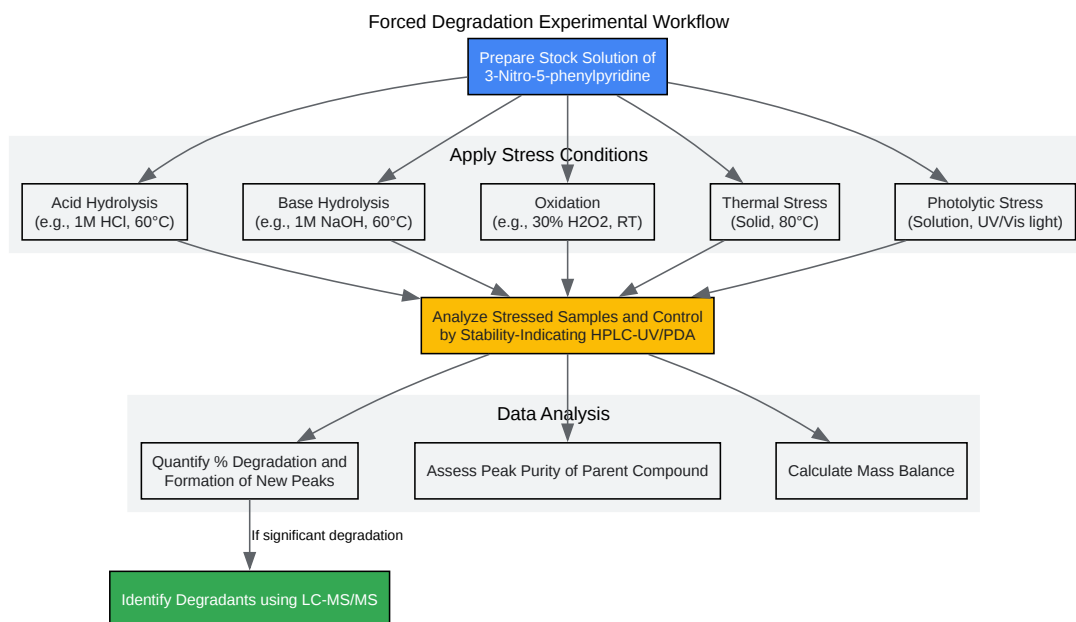 Forced Degradation Experimental Workflow
Prepare Stock Solution of
3-Nitro-5-phenylpyridine
Apply Stress Conditions
Acid Hydrolysis
(e.g., 1M HCl, 60°C)
Base Hydrolysis
(e.g., 1M NaOH, 60°C)
Oxidation
(e.g., 30% H2O2, RT)
Thermal Stress
(Solid, 80°C)
Photolytic Stress
(Solution, UV/Vis light)
Analyze Stressed Samples and Control
by Stability-Indicating HPLC-UV/PDA
Data Analysis
Quantify % Degradation and
Formation of New Peaks
Assess Peak Purity of Parent Compound
Calculate Mass Balance
If significant degradation
Identify Degradants using LC-MS/MS